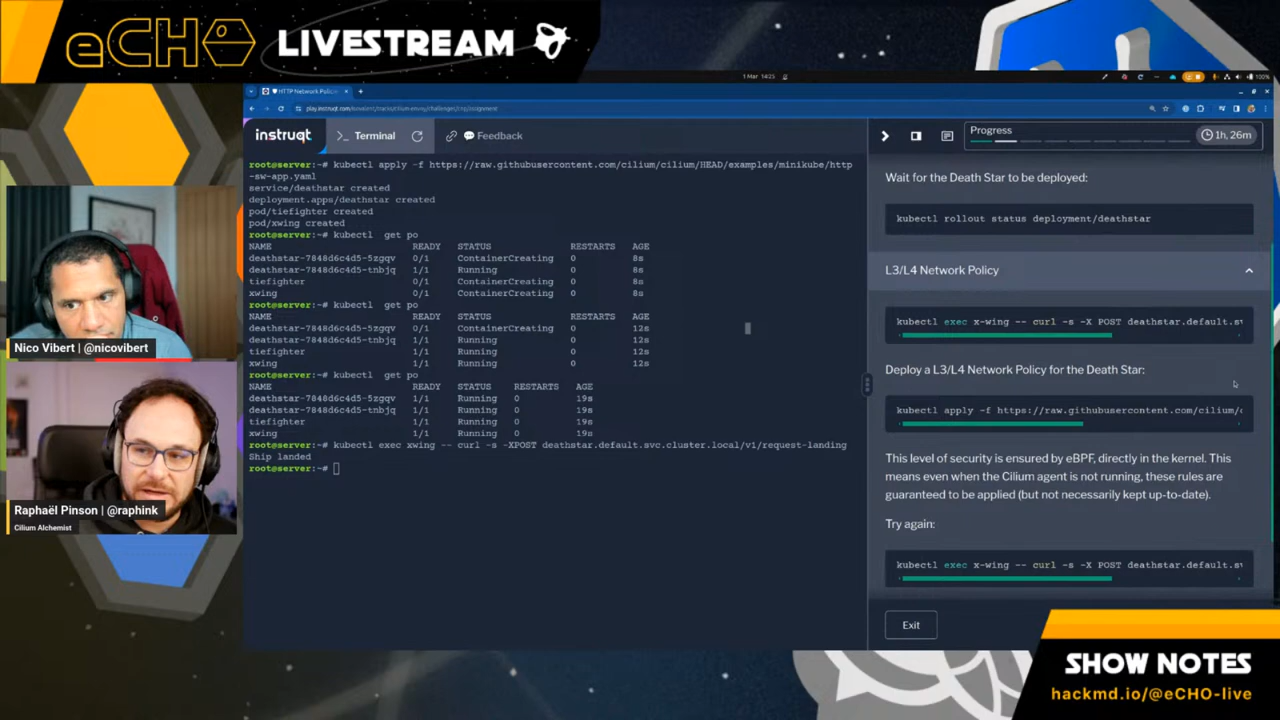 eCHO LIVESTREAM
1 Mar 14:25
100%
HTTP Network Polic
instruqt
Terminal
Feedback
Progress
1h, 26m
root@server:~# kubectl apply -f https://raw.githubusercontent.com/cilium/cilium/HEAD/examples/minikube/http
-sw-app.yaml
service/deathstar created
deployment.apps/deathstar created
pod/tiefighter created
pod/xwing created
root@server:~# kubectl  get po
NAME READY STATUS RESTARTS AGE
deathstar-7848d6c4d5-5zgqv 0/1 ContainerCreating 0 8s
deathstar-7848d6c4d5-tnbjq 1/1 Running 0 8s
tiefighter 0/1 ContainerCreating 0 8s
xwing 0/1 ContainerCreating 0 8s
root@server:~# kubectl  get po
NAME READY STATUS RESTARTS AGE
deathstar-7848d6c4d5-5zgqv 0/1 ContainerCreating 0 12s
deathstar-7848d6c4d5-tnbjq 1/1 Running 0 12s
tiefighter 1/1 Running 0 12s
xwing 1/1 Running 0 12s
root@server:~# kubectl  get po
NAME READY STATUS RESTARTS AGE
deathstar-7848d6c4d5-5zgqv 1/1 Running 0 19s
deathstar-7848d6c4d5-tnbjq 1/1 Running 0 19s
tiefighter 1/1 Running 0 19s
xwing 1/1 Running 0 19s
root@server:~# kubectl exec xwing -- curl -s -XPOST deathstar.default.svc.cluster.local/v1/request-landing
Ship landed
root@server:~#
Wait for the Death Star to be deployed:
kubectl rollout status deployment/deathstar
L3/L4 Network Policy
kubectl exec x-wing -- curl -s -X POST deathstar.default.sv
Deploy a L3/L4 Network Policy for the Death Star:
kubectl apply -f https://raw.githubusercontent.com/cilium/c
This level of security is ensured by eBPF, directly in the kernel. This
means even when the Cilium agent is not running, these rules are
guaranteed to be applied (but not necessarily kept up-to-date).
Try again:
kubectl exec x-wing -- curl -s -X POST deathstar.default.sv
Exit
Nico Vibert | @nicovibert
Raphaël Pinson | @raphink
Cilium Alchemist
SHOW NOTES
hackmd.io/@eCHO-live